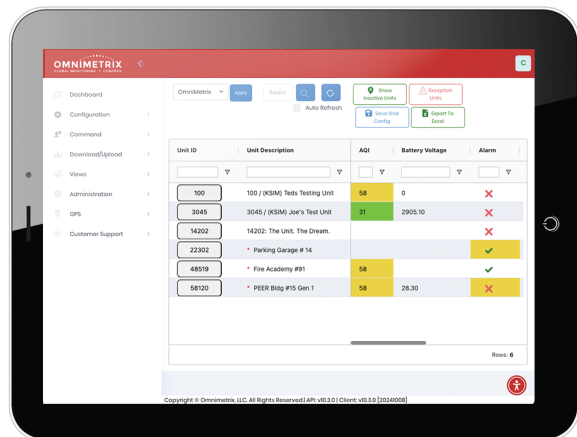 OMNIMETRIX
GLOBAL MONITORING + CONTROL
C
Dashboard
Configuration
Command
Download/Upload
Views
Administration
GPS
Customer Support
OmniMetrix Apply Search
Auto Refresh
Show Inactive Units
Exception Units
Save Grid Config
Export To Excel
Unit ID Unit Description AQI Battery Voltage Alarm
100 100 / (KSIM) Teds Testing Unit 58 0
3045 3045 / (KSIM) Joe's Test Unit 31 2905.10
14202 14202: The Unit. The Dream.
22302 * Parking Garage # 14
48519 * Fire Academy #91 58
58120 * PEER Bldg #15 Gen 1 58 28.30
Rows: 6
Copyright © Omnimetrix, LLC. All Rights Reserved.| API: v10.3.0 | Client: v10.3.0 [20241008]